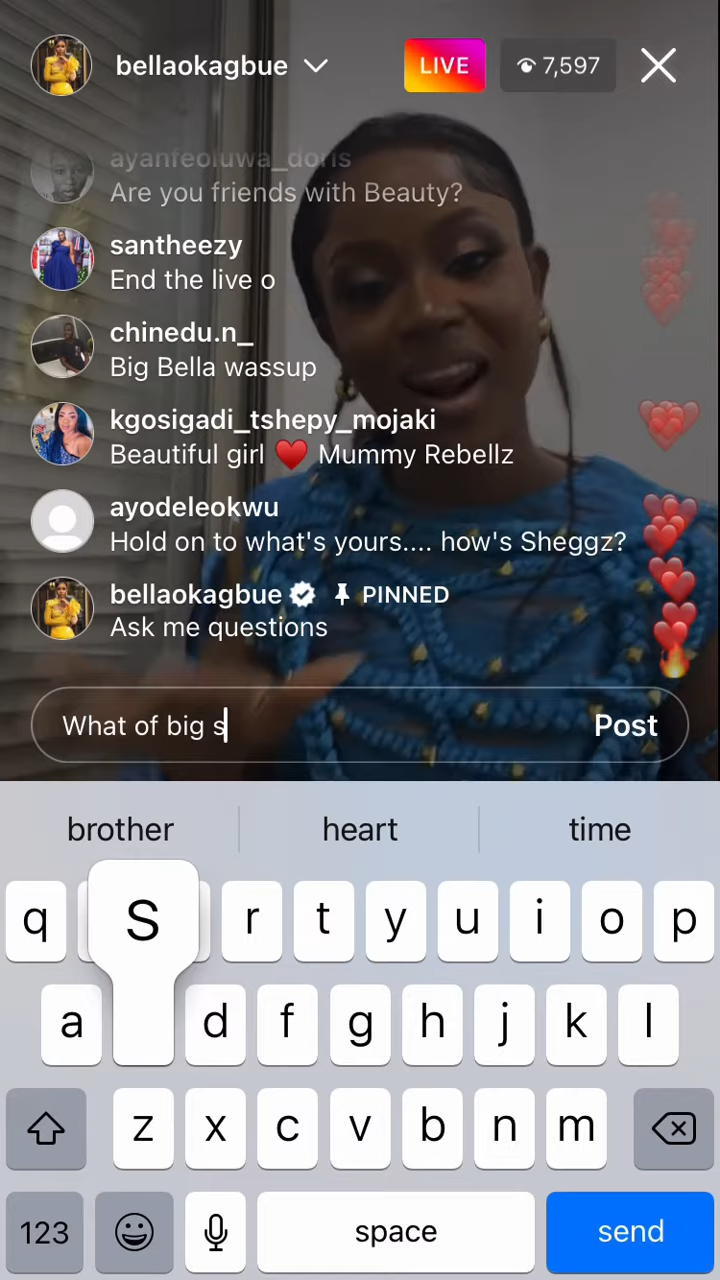 bellaokagbue
LIVE
7,597
ayanfeoluwa_doris
Are you friends with Beauty?
santheezy
End the live o
chinedu.n_
Big Bella wassup
kgosigadi_tshepy_mojaki
Beautiful girl ❤️ Mummy Rebellz
ayodeleokwu
Hold on to what's yours.... how's Sheggz?
bellaokagbue PINNED
Ask me questions
What of big s Post
brother heart time
q S r t y u i o p
a d f g h j k l
z x c v b n m
123 space send